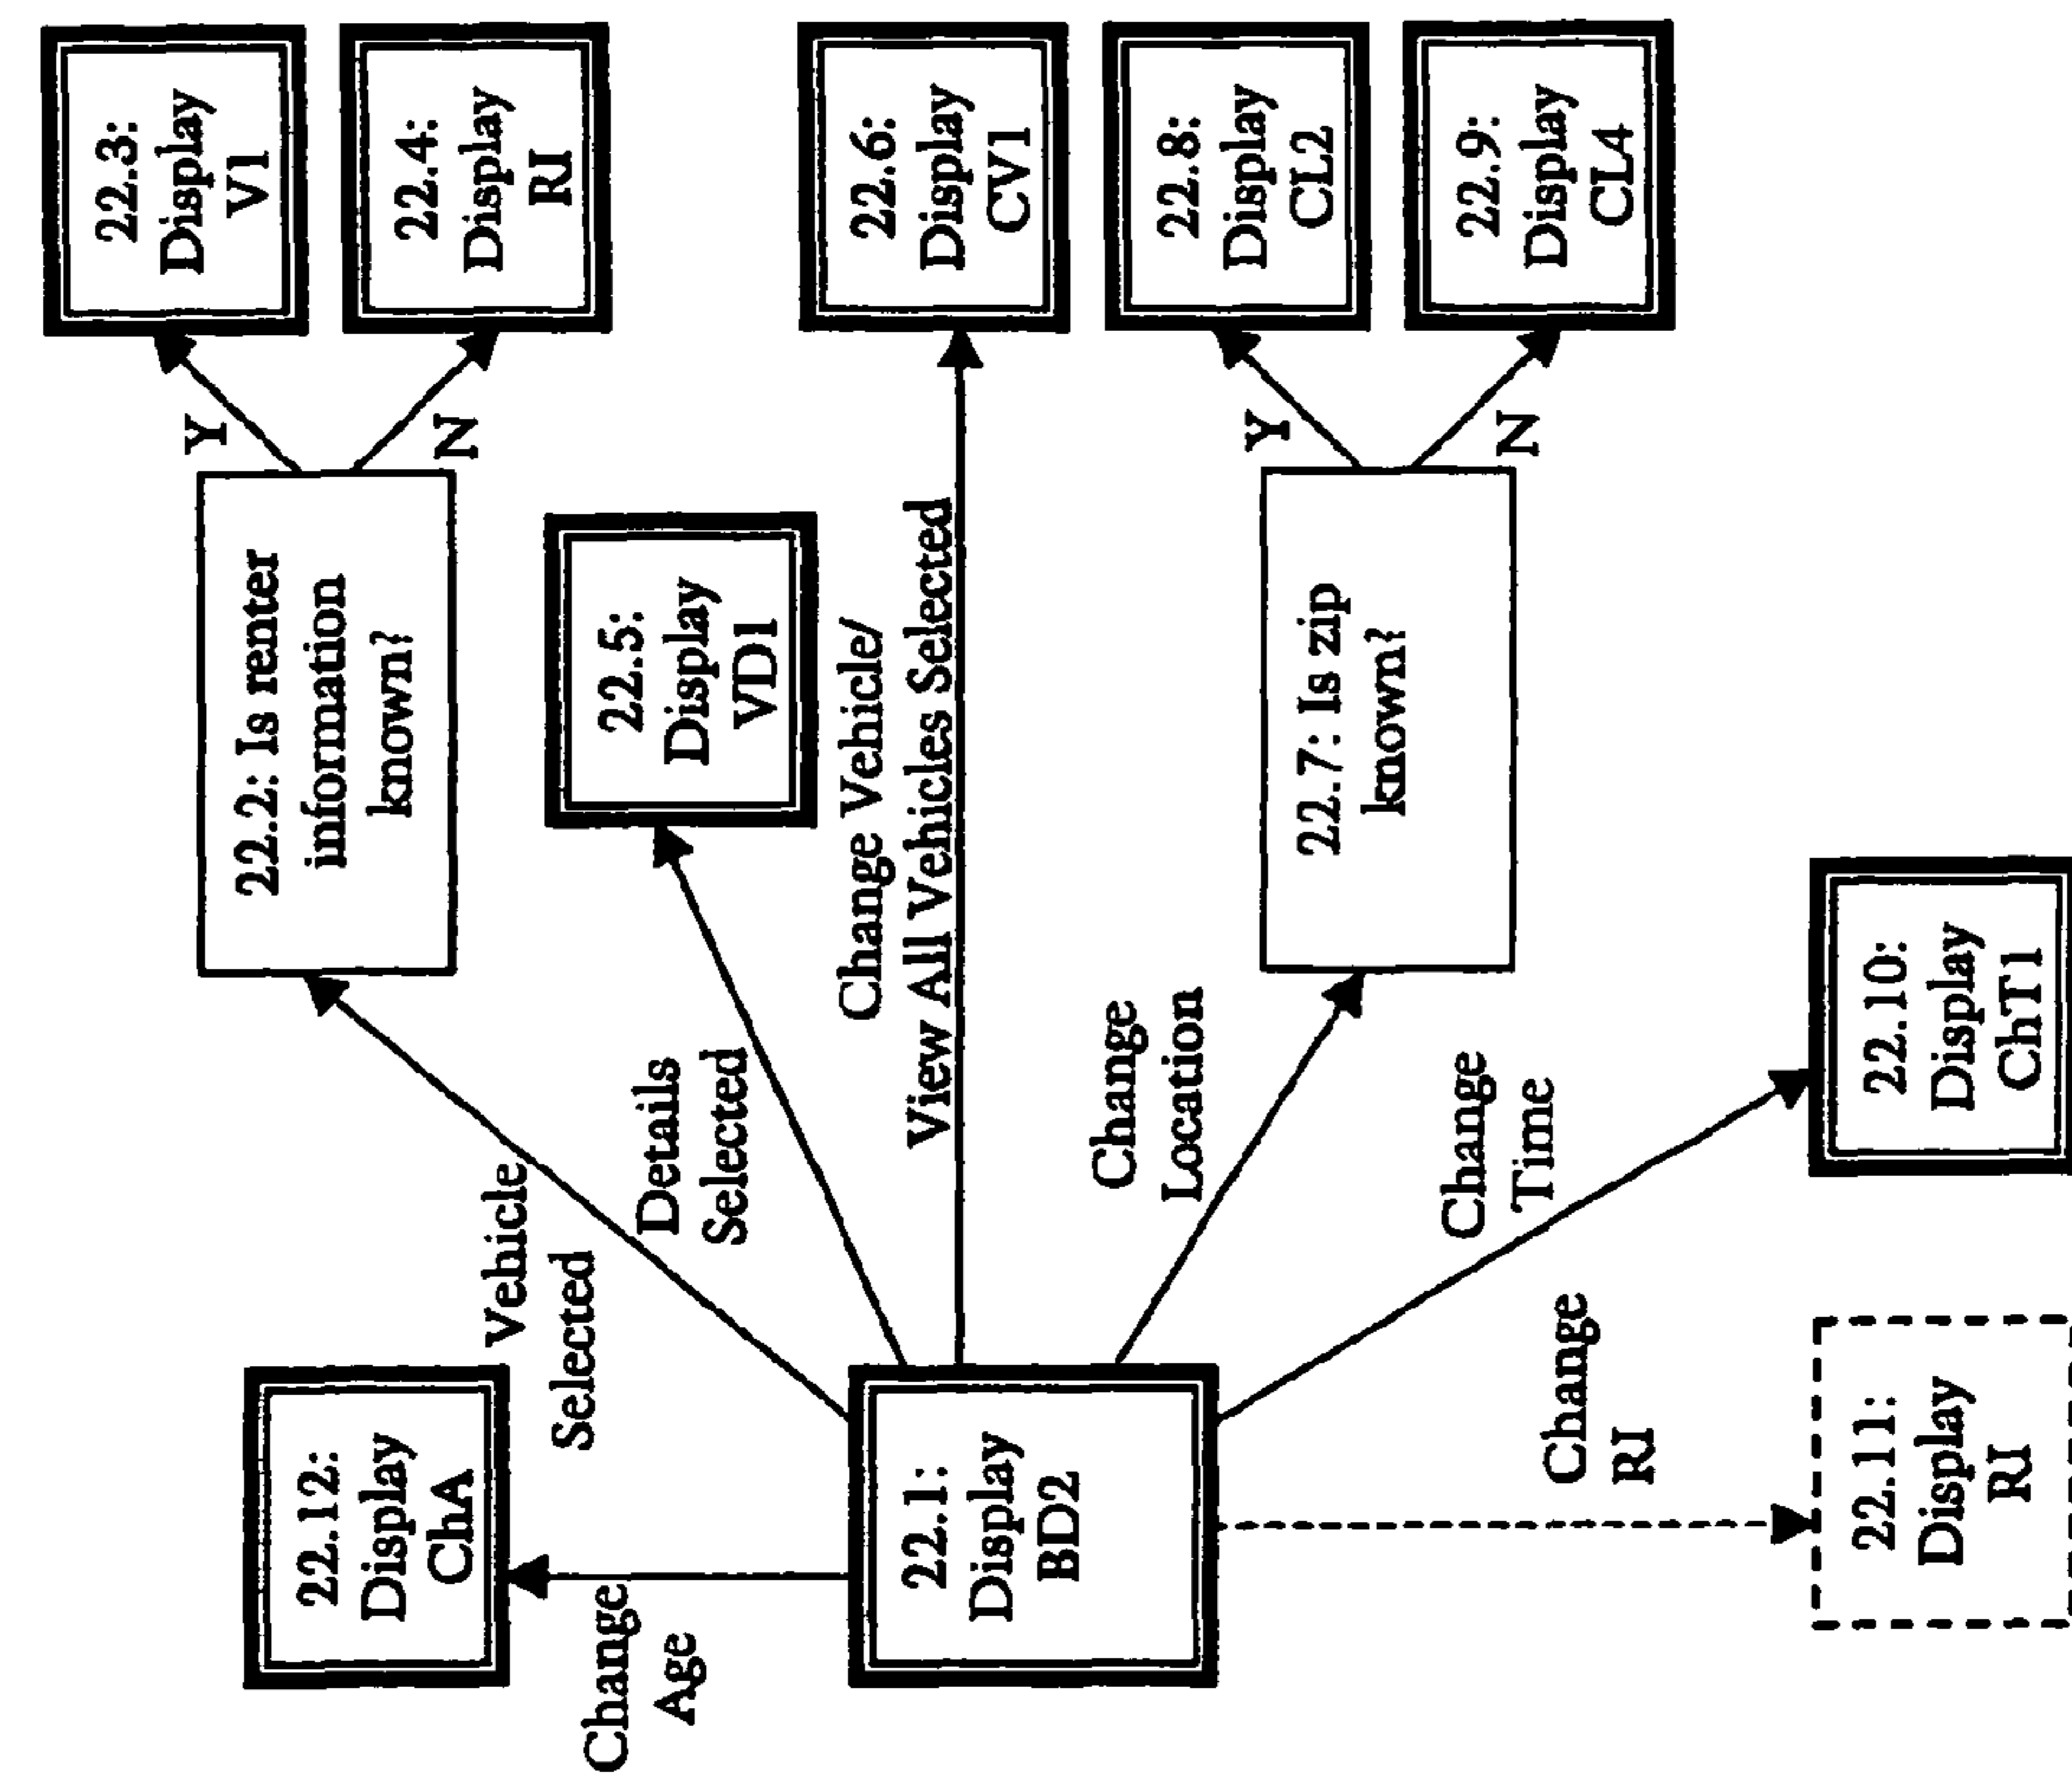 22.12:
Display
ChA
Change
Age
22.1:
Display
BD2
Vehicle
Selected
22.2: Is renter
information
known?
Y
N
22.3:
Display
V1
22.4:
Display
RI
Details
Selected
22.5:
Display
VD1
Change Vehicle/
View All Vehicles Selected
22.6:
Display
CV1
Change
Location
22.7: Is zip
known?
Y
N
22.8:
Display
CL2
22.9:
Display
CL4
Change
Time
22.10:
Display
ChT1
Change
RI
22.11:
Display
RI